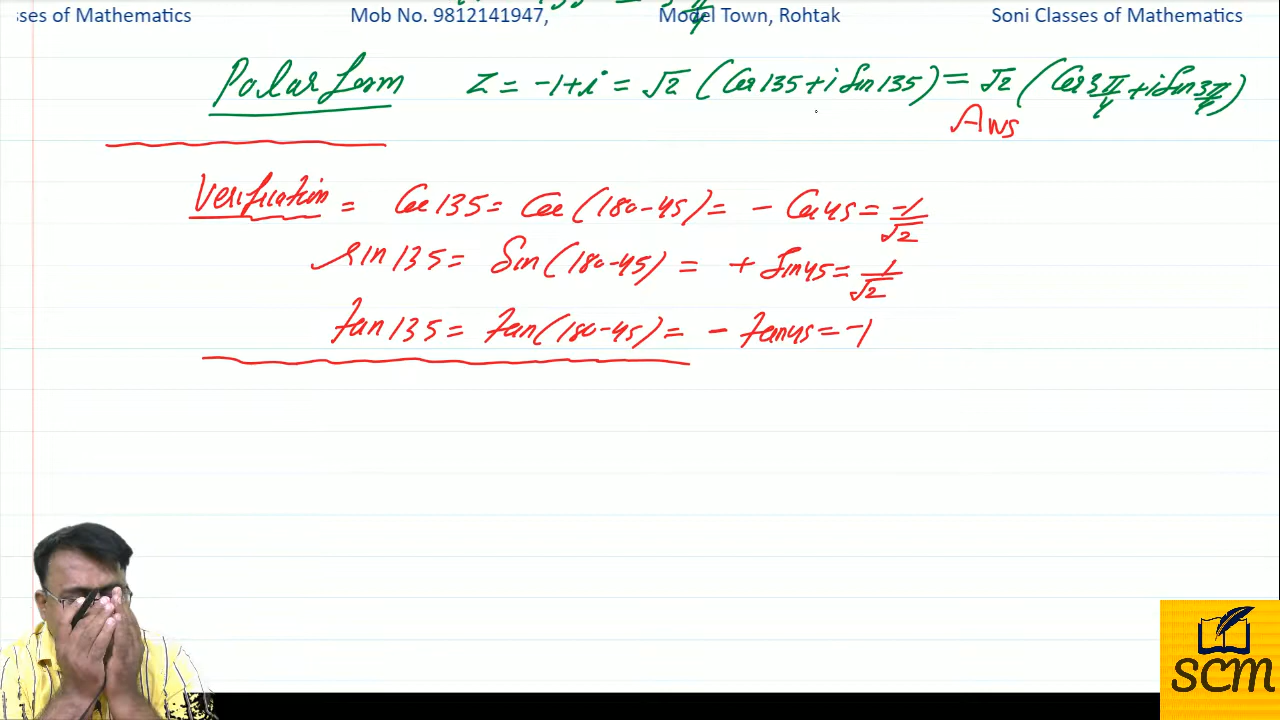 ses of Mathematics Mob No. 9812141947, Model Town, Rohtak Soni Classes of Mathematics
Polar form z = -1+i = √2 (Cos 135 + i Sin 135) = √2 (Cos 3π/4 + i Sin 3π/4)
Ans
Verification = Cos 135 = Cos (180-45) = - Cos 45 = -1/√2
sin 135 = Sin (180-45) = + Sin 45 = 1/√2
tan 135 = tan (180-45) = - tan 45 = -1
SCM